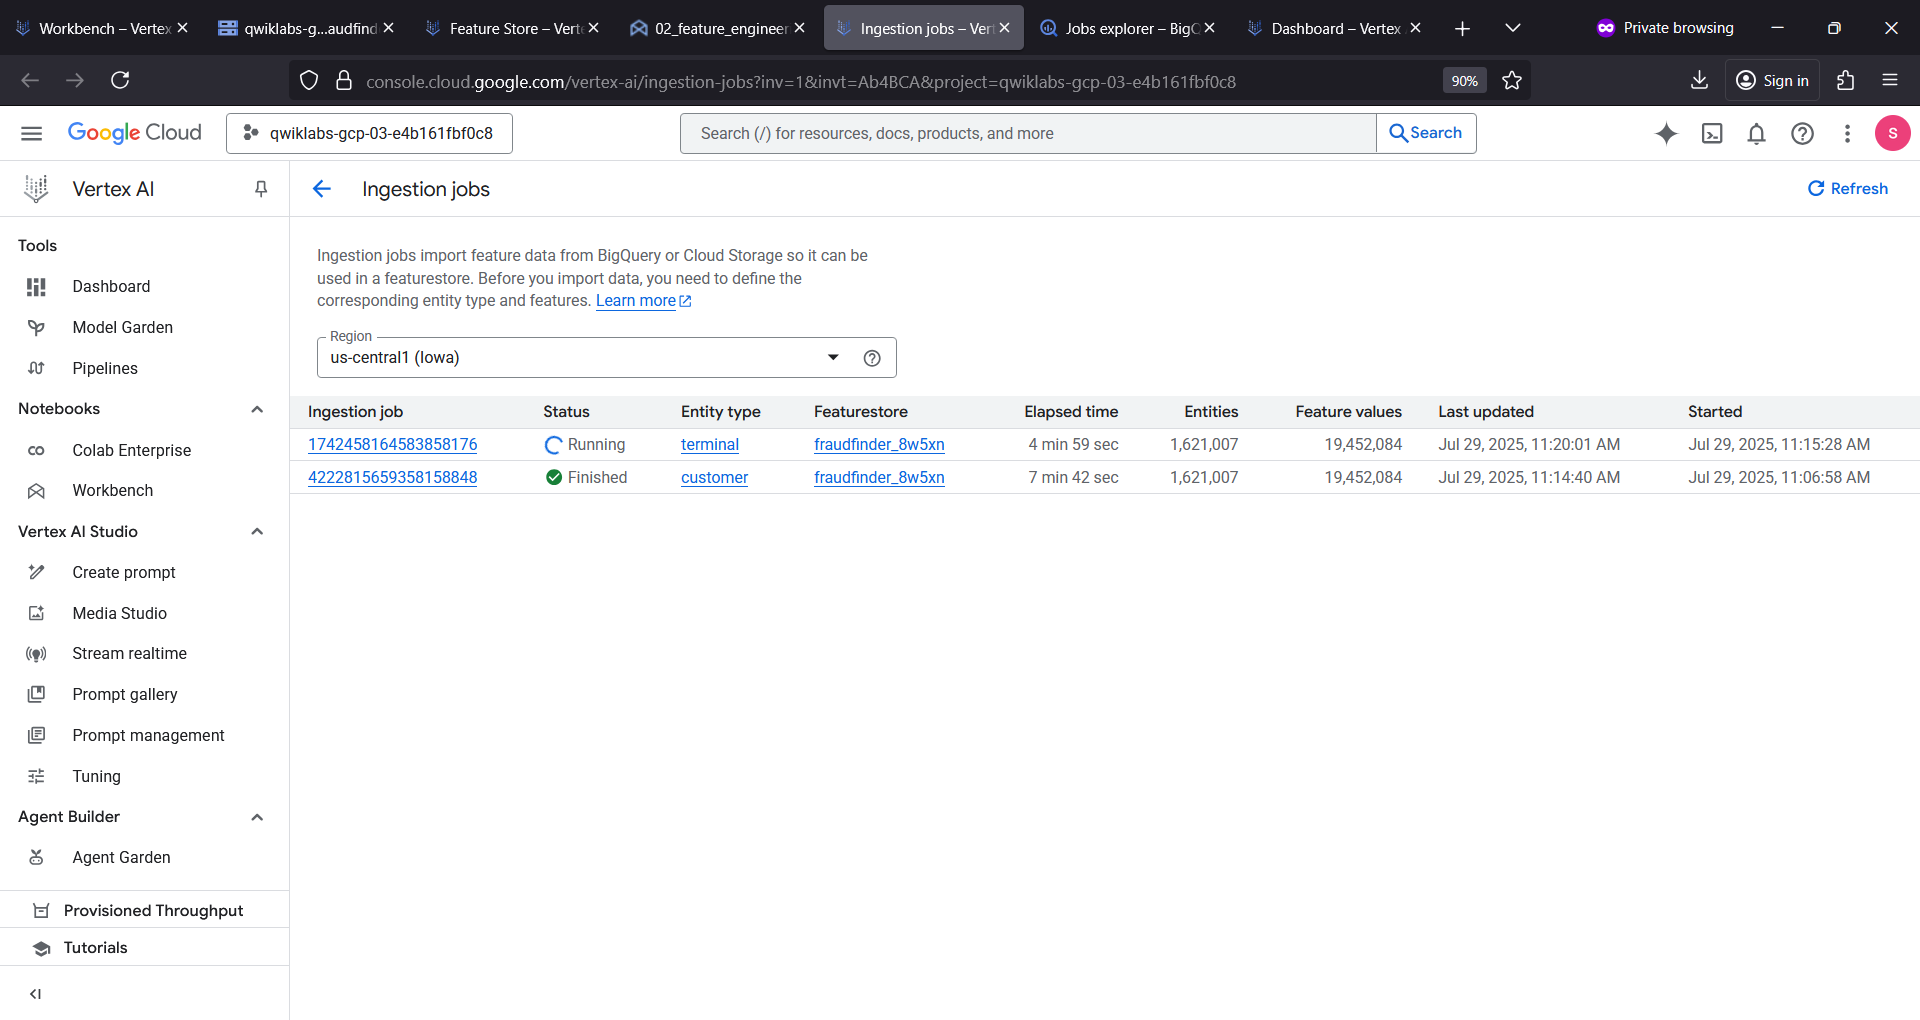 Workbench – Vertex
qwiklabs-g...audfind
Feature Store – Verte
02_feature_engineer
Ingestion jobs – Vert
Jobs explorer – BigQ
Dashboard – Vertex
Private browsing
console.cloud.google.com/vertex-ai/ingestion-jobs?inv=1&invt=Ab4BCA&project=qwiklabs-gcp-03-e4b161fbf0c8
90%
Sign in
Google Cloud
qwiklabs-gcp-03-e4b161fbf0c8
Search (/) for resources, docs, products, and more
Search
S
Vertex AI
Ingestion jobs
Refresh
Tools
Dashboard
Model Garden
Pipelines
Notebooks
Colab Enterprise
Workbench
Vertex AI Studio
Create prompt
Media Studio
Stream realtime
Prompt gallery
Prompt management
Tuning
Agent Builder
Agent Garden
Provisioned Throughput
Tutorials
Ingestion jobs import feature data from BigQuery or Cloud Storage so it can be
used in a featurestore. Before you import data, you need to define the
corresponding entity type and features. Learn more
Region
us-central1 (Iowa)
Ingestion job Status Entity type Featurestore Elapsed time Entities Feature values Last updated Started
1742458164583858176 Running terminal fraudfinder_8w5xn 4 min 59 sec 1,621,007 19,452,084 Jul 29, 2025, 11:20:01 AM Jul 29, 2025, 11:15:28 AM
4222815659358158848 Finished customer fraudfinder_8w5xn 7 min 42 sec 1,621,007 19,452,084 Jul 29, 2025, 11:14:40 AM Jul 29, 2025, 11:06:58 AM